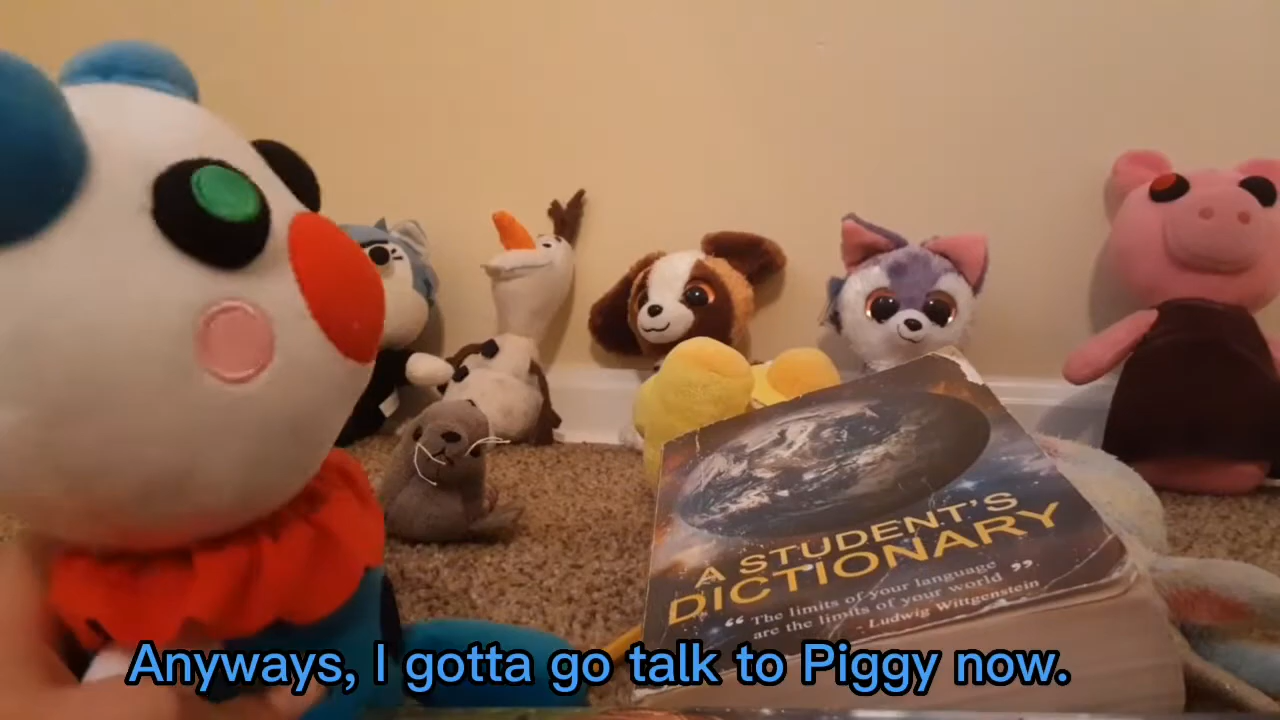 A STUDENT'S
DICTIONARY
“ The limits of your language
are the limits of your world ”
- Ludwig Wittgenstein
Anyways, I gotta go talk to Piggy now.